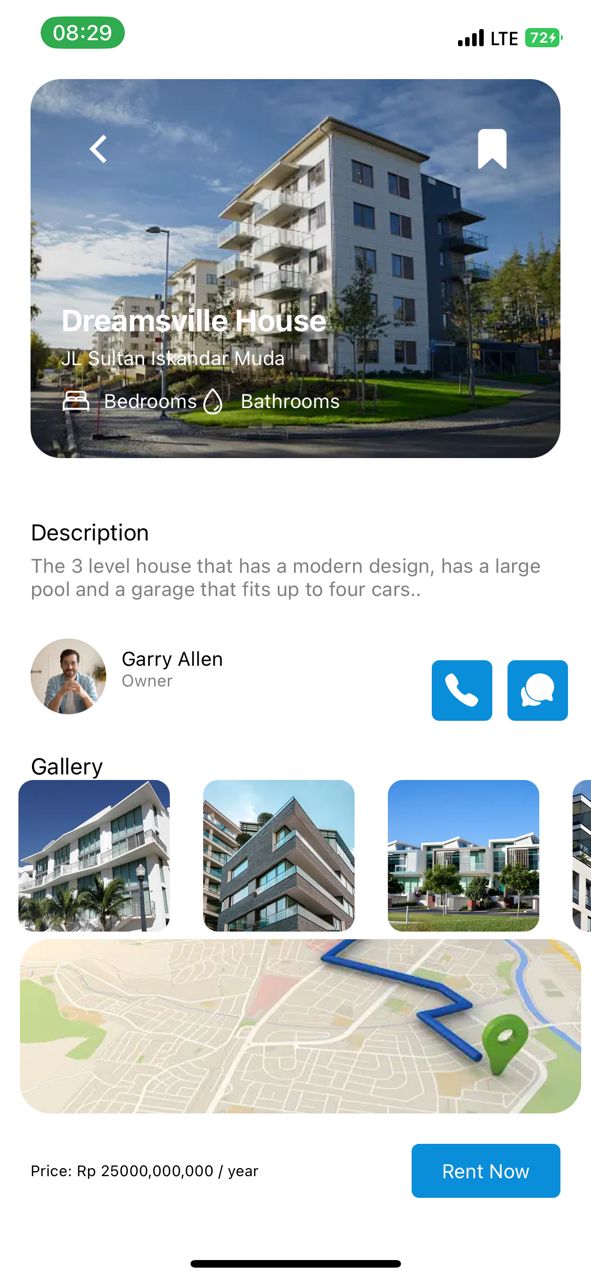 08:29
LTE 72
Dreamsville House
JL Sultan Iskandar Muda
Bedrooms Bathrooms
Description
The 3 level house that has a modern design, has a large
pool and a garage that fits up to four cars..
Garry Allen
Owner
Gallery
Price: Rp 25000,000,000 / year
Rent Now